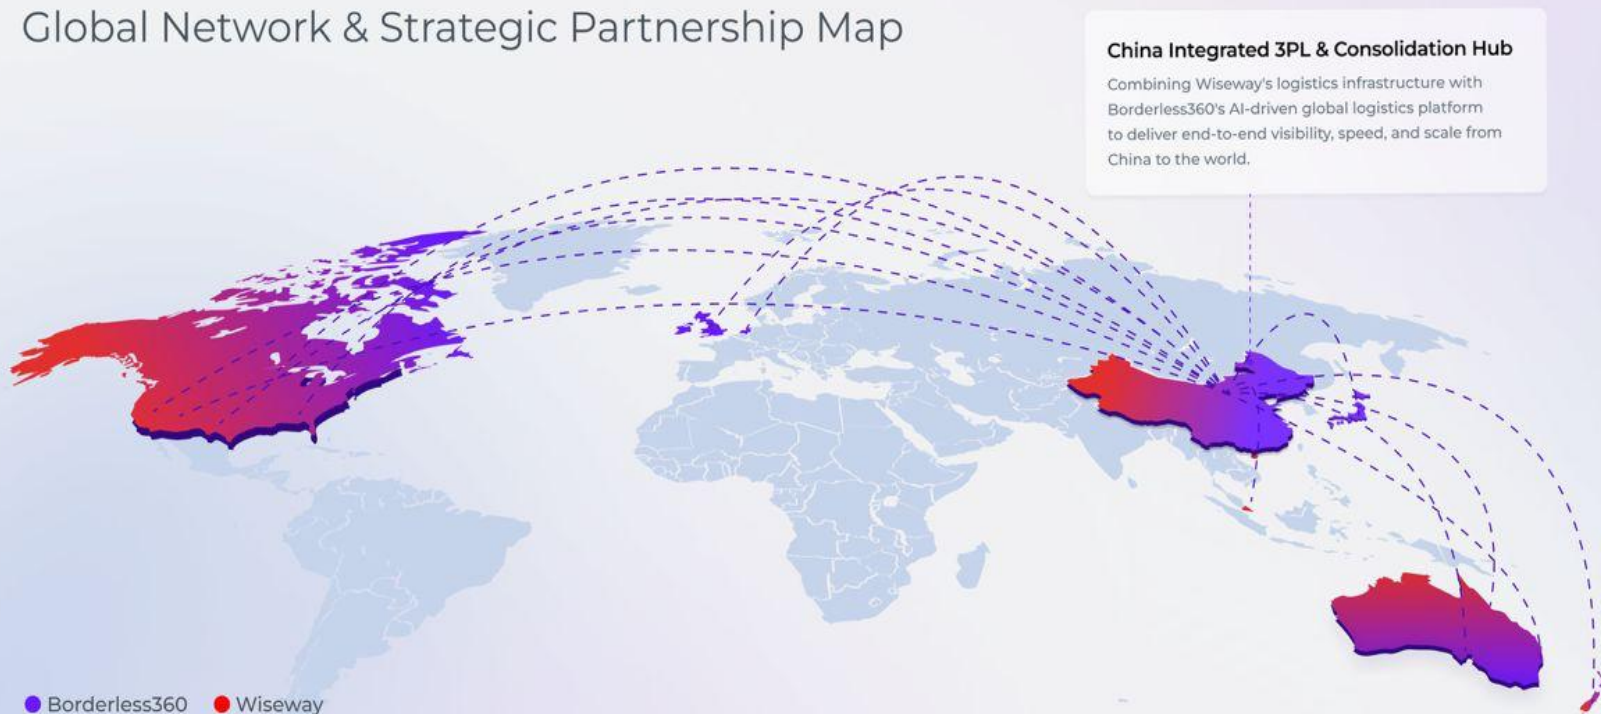 Global Network & Strategic Partnership Map
China Integrated 3PL & Consolidation Hub
Combining Wiseway's logistics infrastructure with
Borderless360's AI-driven global logistics platform
to deliver end-to-end visibility, speed, and scale from
China to the world.
Borderless360
Wiseway